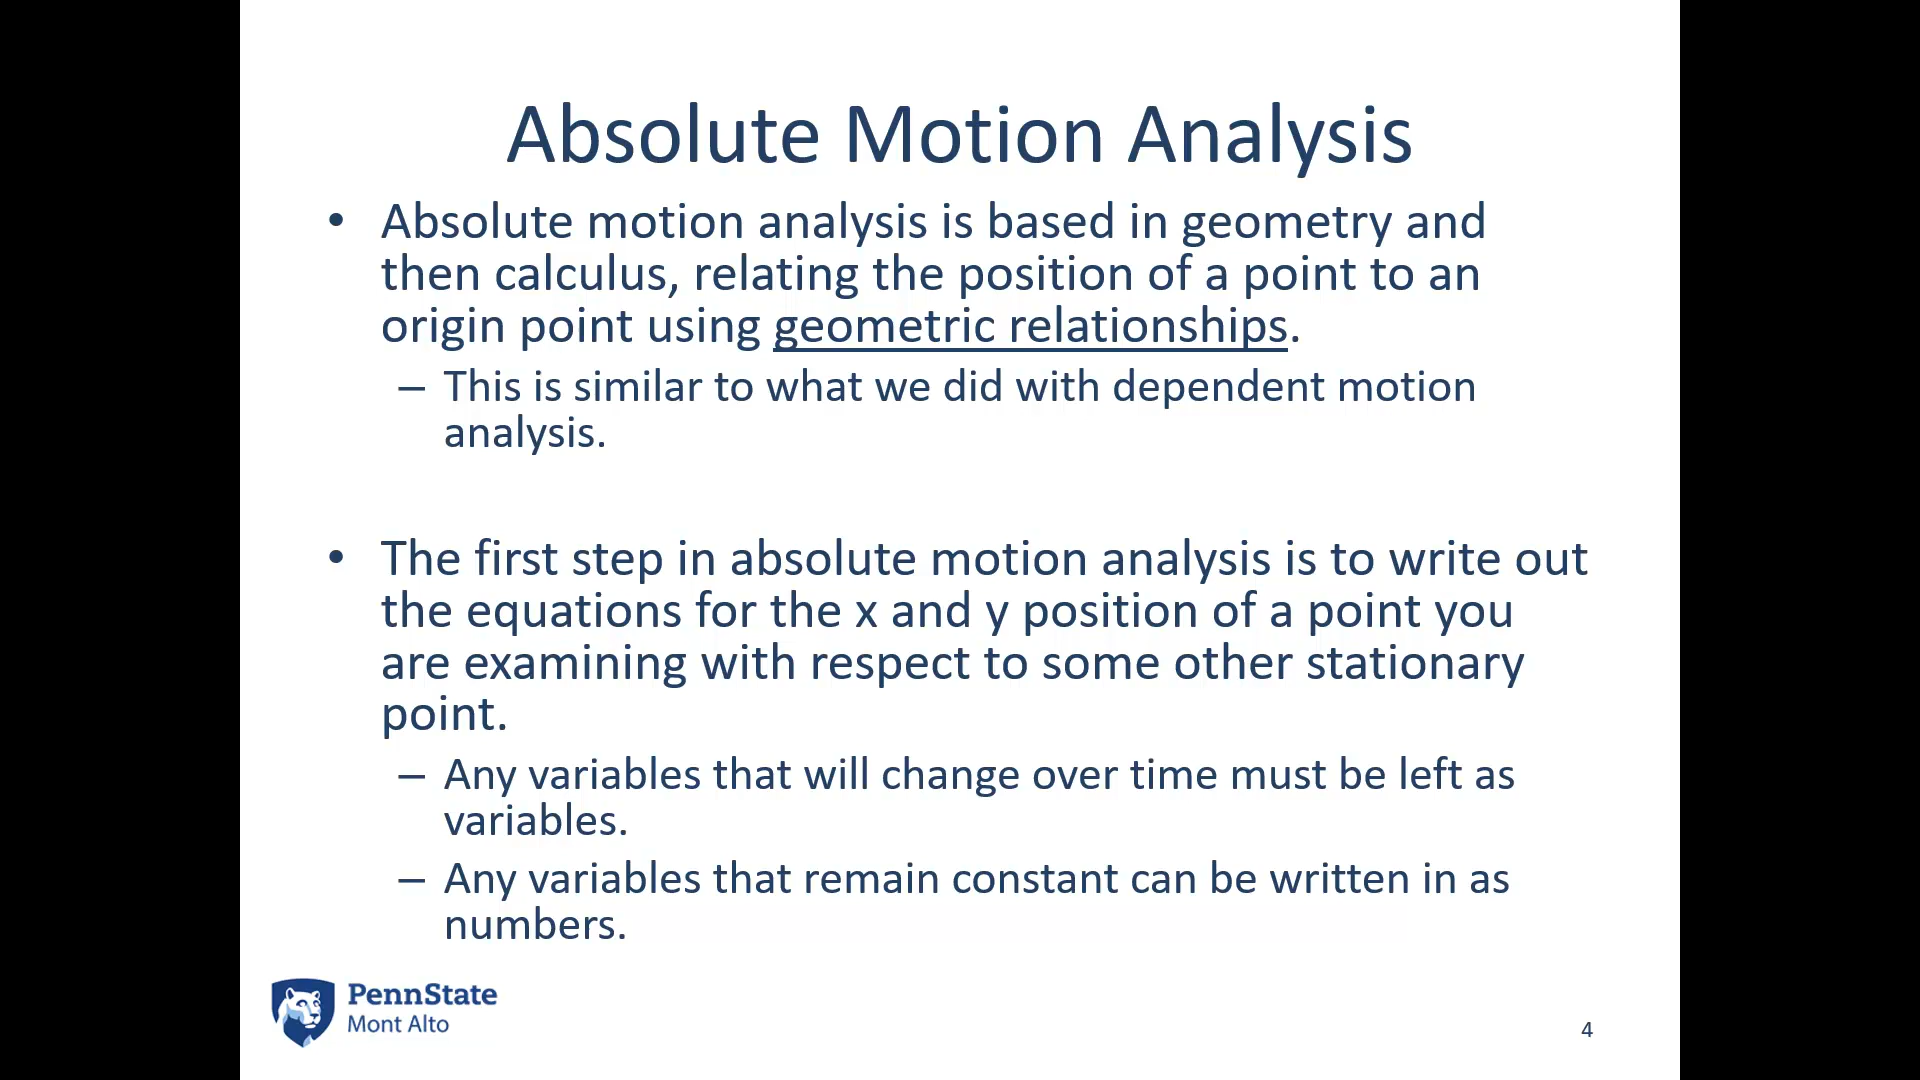 Absolute Motion Analysis
• Absolute motion analysis is based in geometry and
then calculus, relating the position of a point to an
origin point using geometric relationships.
– This is similar to what we did with dependent motion
analysis.
• The first step in absolute motion analysis is to write out
the equations for the x and y position of a point you
are examining with respect to some other stationary
point.
– Any variables that will change over time must be left as
variables.
– Any variables that remain constant can be written in as
numbers.
PennState
Mont Alto
4